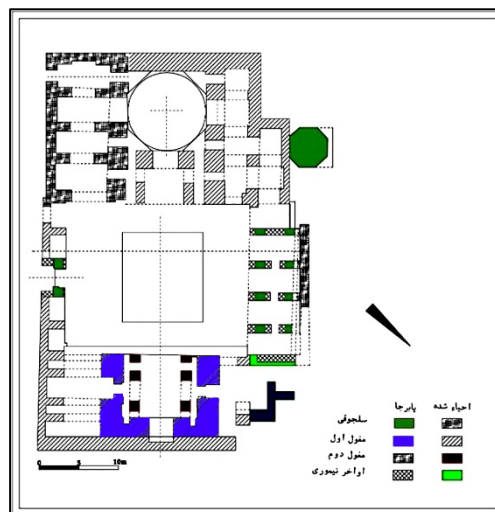 احیاء شده پابرجا
سلجوقی
مغول اول
مغول دوم
اواخر تیموری
0 5 10m